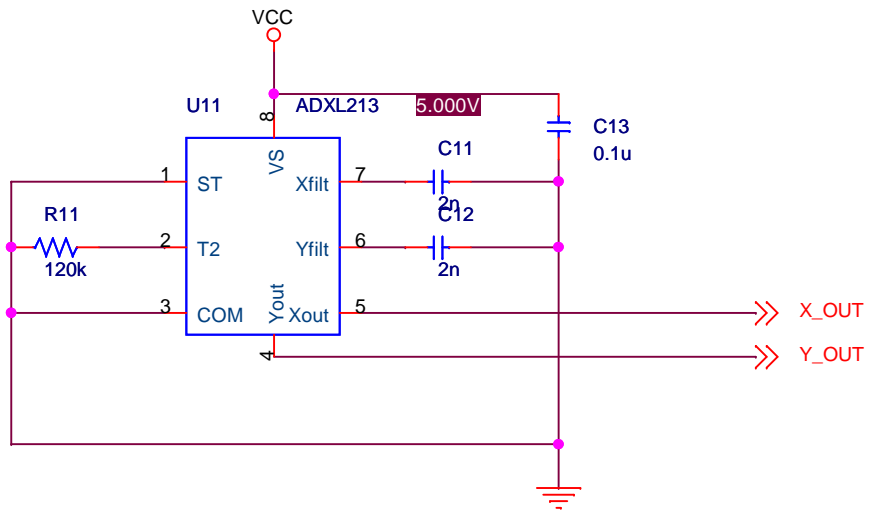 VCC
U11
ADXL213
5.000V
8
C13
0.1u
VS
C11
1
ST
Xfilt
7
2n
R11
C12
2
T2
Yfilt
6
120k
2n
3
COM
Yout
Xout
5
X_OUT
4
Y_OUT